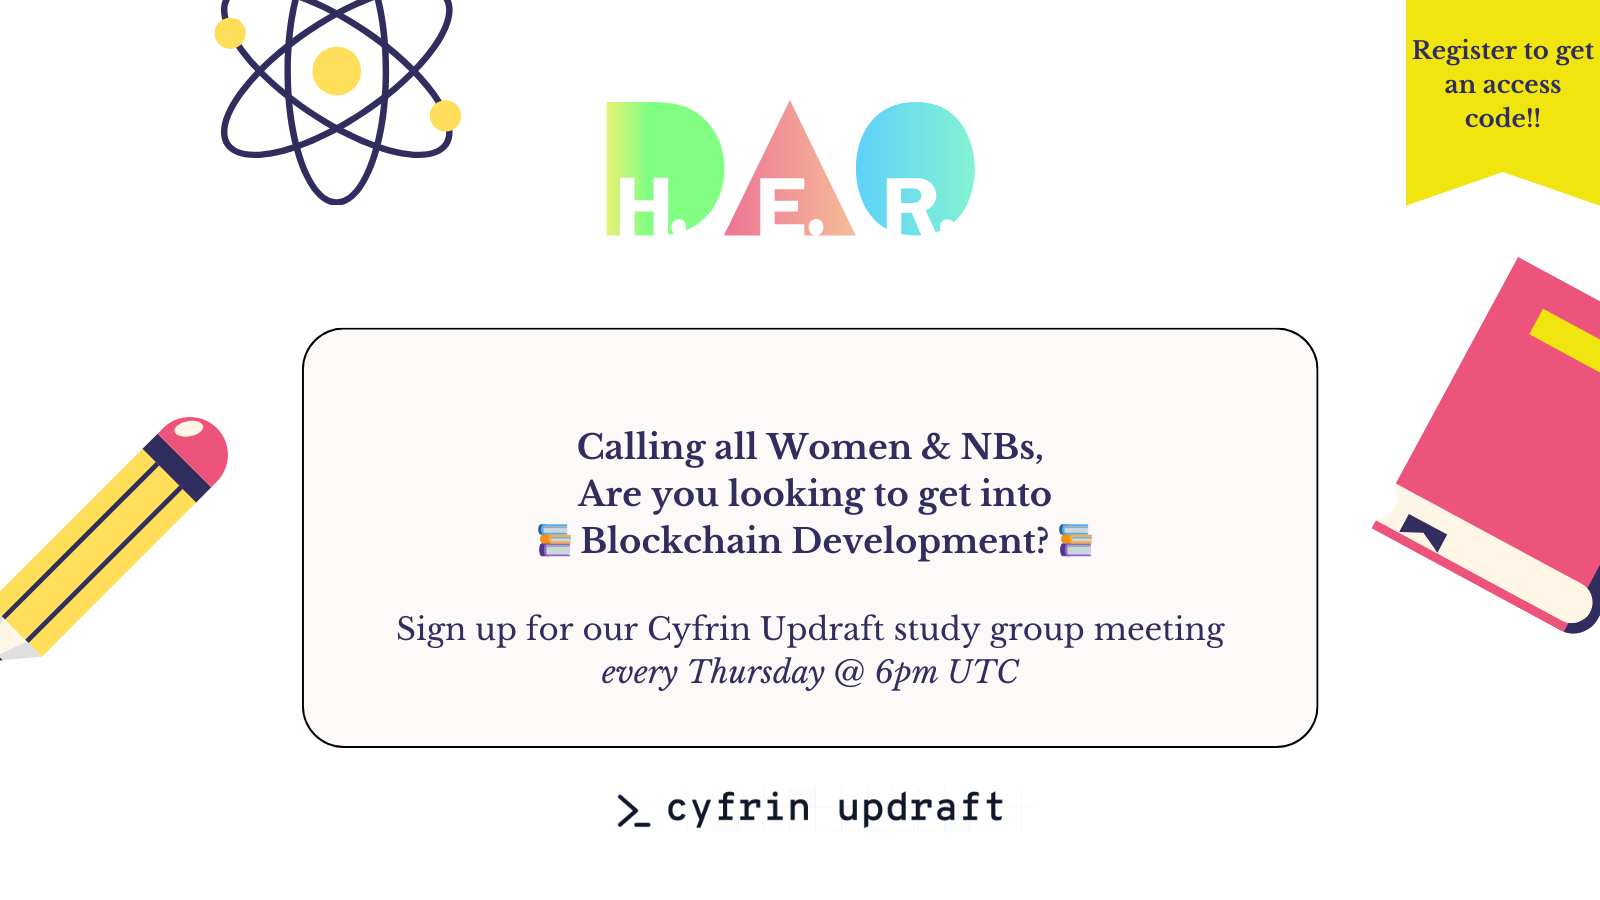 Register to get
an access
code!!
DAO
H.E.R.
Calling all Women & NBs,
Are you looking to get into
📚 Blockchain Development? 📚
Sign up for our Cyfrin Updraft study group meeting
every Thursday @ 6pm UTC
>_ cyfrin updraft